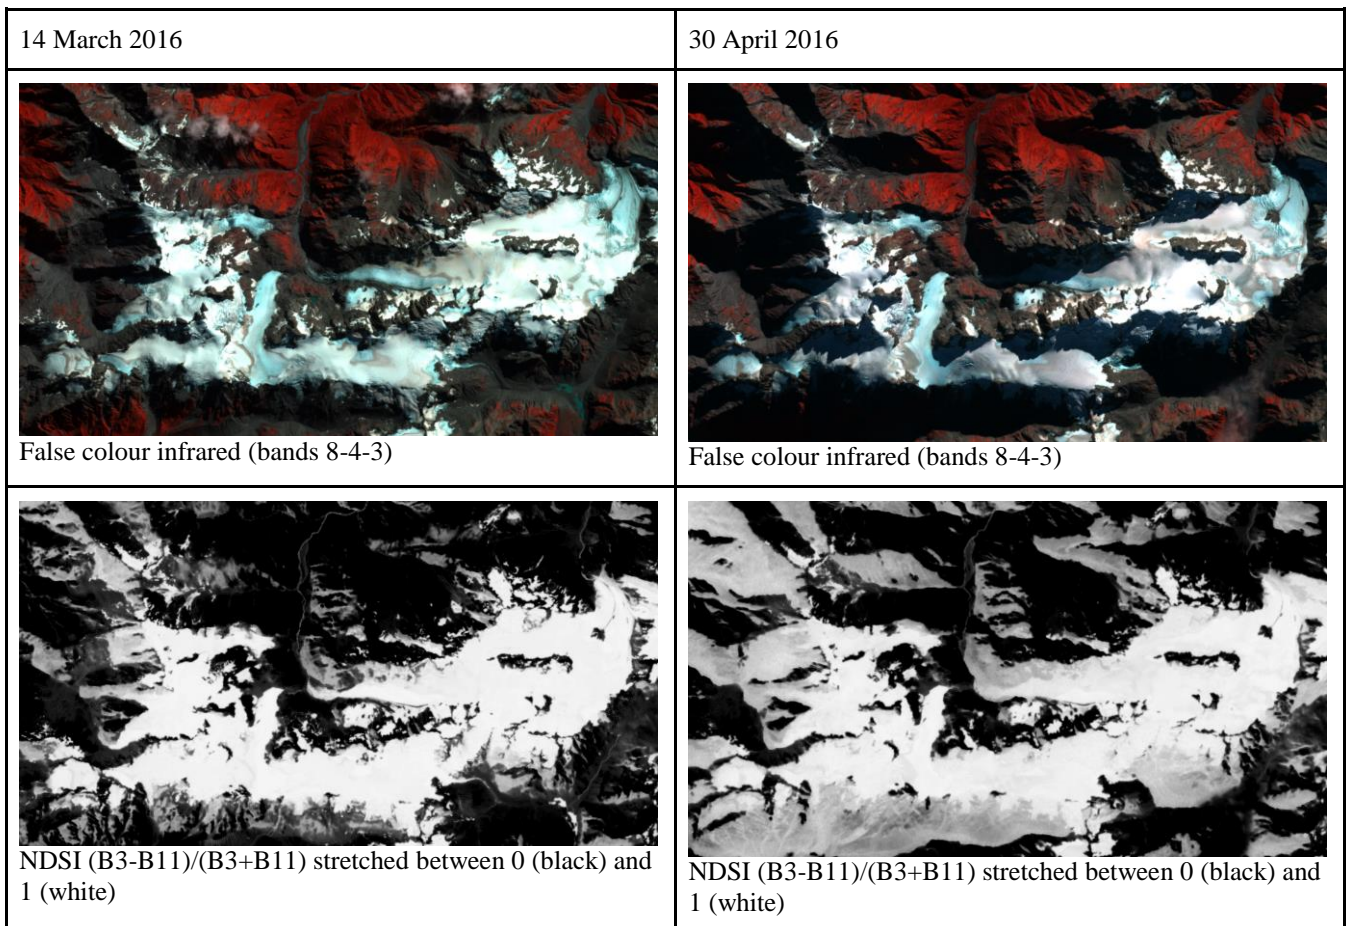 14 March 2016
30 April 2016
False colour infrared (bands 8-4-3)
False colour infrared (bands 8-4-3)
NDSI (B3-B11)/(B3+B11) stretched between 0 (black) and
1 (white)
NDSI (B3-B11)/(B3+B11) stretched between 0 (black) and
1 (white)